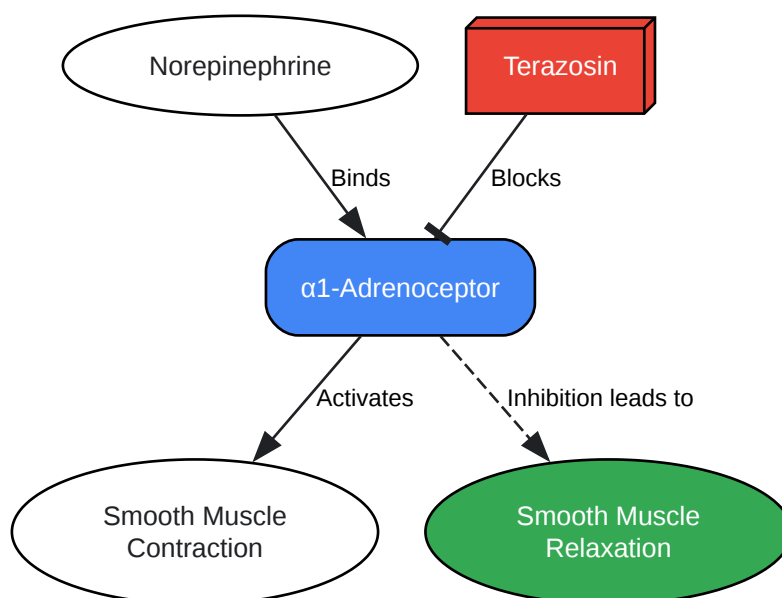 Norepinephrine
Terazosin
Binds
Blocks
α1-Adrenoceptor
Activates
Inhibition leads to
Smooth Muscle
Contraction
Smooth Muscle
Relaxation